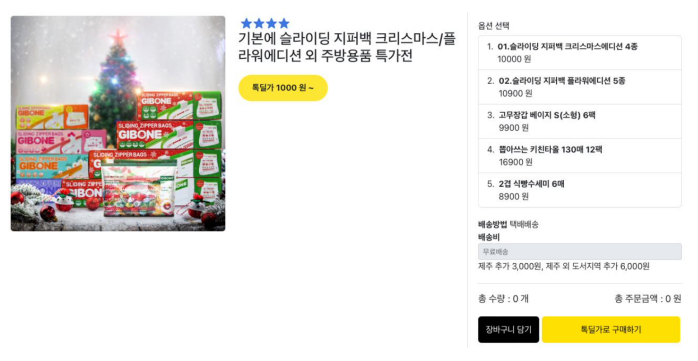 기본에 슬라이딩 지퍼백 크리스마스/플
라워에디션 외 주방용품 특가전
톡딜가 1000 원 ~
SLIDING ZIPPER BAGS
GIBONE
SLIDING ZIPPER BAGS
GIBONE
GIBONE
SLIDING ZIPPER BAGS
GIBONE
옵션 선택
1. 01.슬라이딩 지퍼백 크리스마스에디션 4종
10000 원
2. 02.슬라이딩 지퍼백 플라워에디션 5종
10900 원
3. 고무장갑 베이지 S(소형) 6팩
9900 원
4. 뽑아쓰는 키친타올 130매 12팩
16900 원
5. 2겹 식빵수세미 6매
8900 원
배송방법 택배배송
배송비
무료배송
제주 추가 3,000원, 제주 외 도서지역 추가 6,000원
총 수량 : 0 개
총 주문금액 : 0 원
장바구니 담기
톡딜가로 구매하기